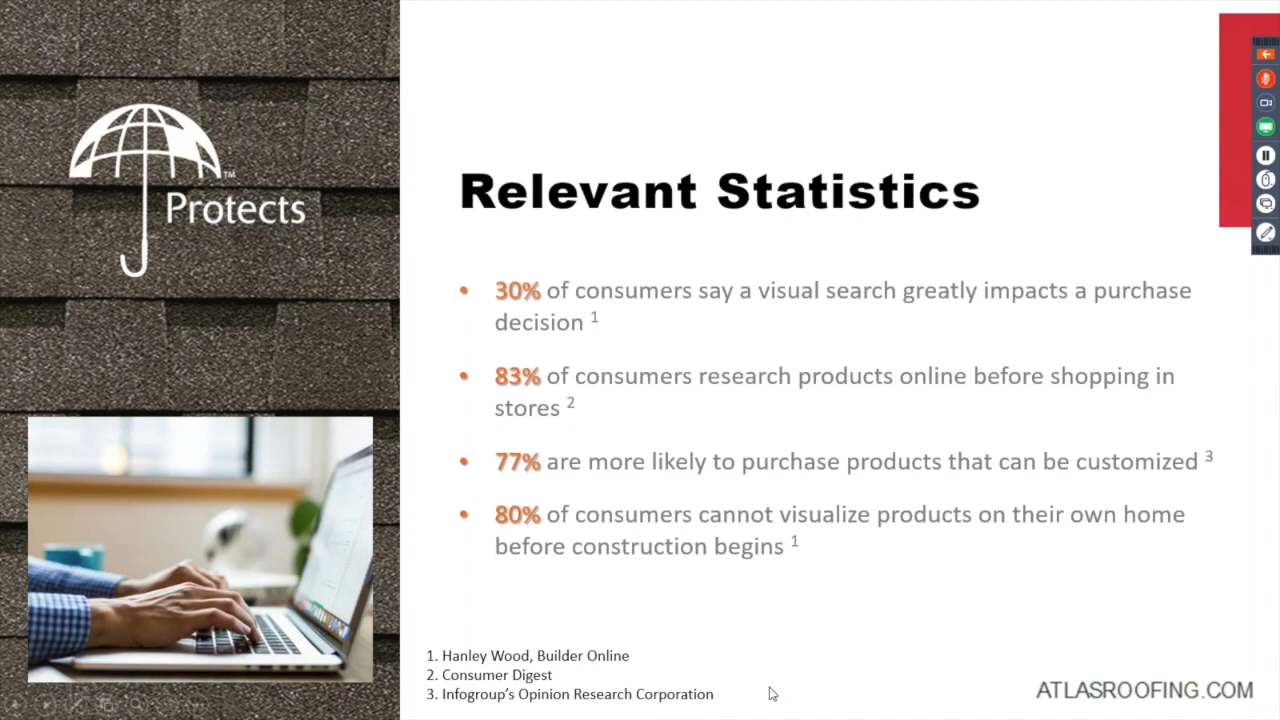 ™
Protects
Relevant Statistics
• 30% of consumers say a visual search greatly impacts a purchase
decision 1
• 83% of consumers research products online before shopping in
stores 2
• 77% are more likely to purchase products that can be customized 3
• 80% of consumers cannot visualize products on their own home
before construction begins 1
1. Hanley Wood, Builder Online
2. Consumer Digest
3. Infogroup's Opinion Research Corporation
ATLASROOFING.COM